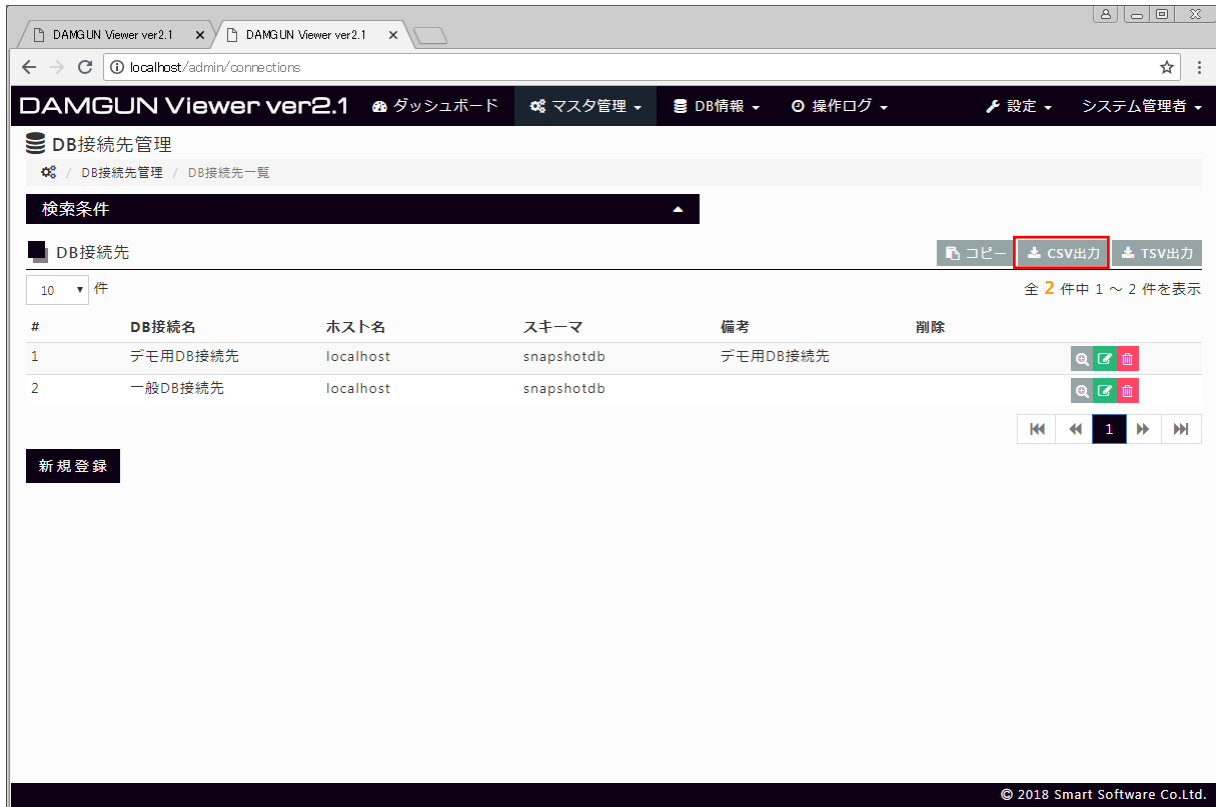 DAMGUN Viewer ver2.1 DAMGUN Viewer ver2.1
localhost/admin/connections
DAMGUN Viewer ver2.1 ダッシュボード マスタ管理 DB情報 操作ログ 設定 システム管理者
DB接続先管理
/ DB接続先管理 / DB接続先一覧
検索条件
DB接続先 コピー CSV出力 TSV出力
10 件 全 2 件中 1 ～ 2 件を表示
# DB接続名 ホスト名 スキーマ 備考 削除
1 デモ用DB接続先 localhost snapshotdb デモ用DB接続先
2 一般DB接続先 localhost snapshotdb
1
新規登録
© 2018 Smart Software Co.Ltd.